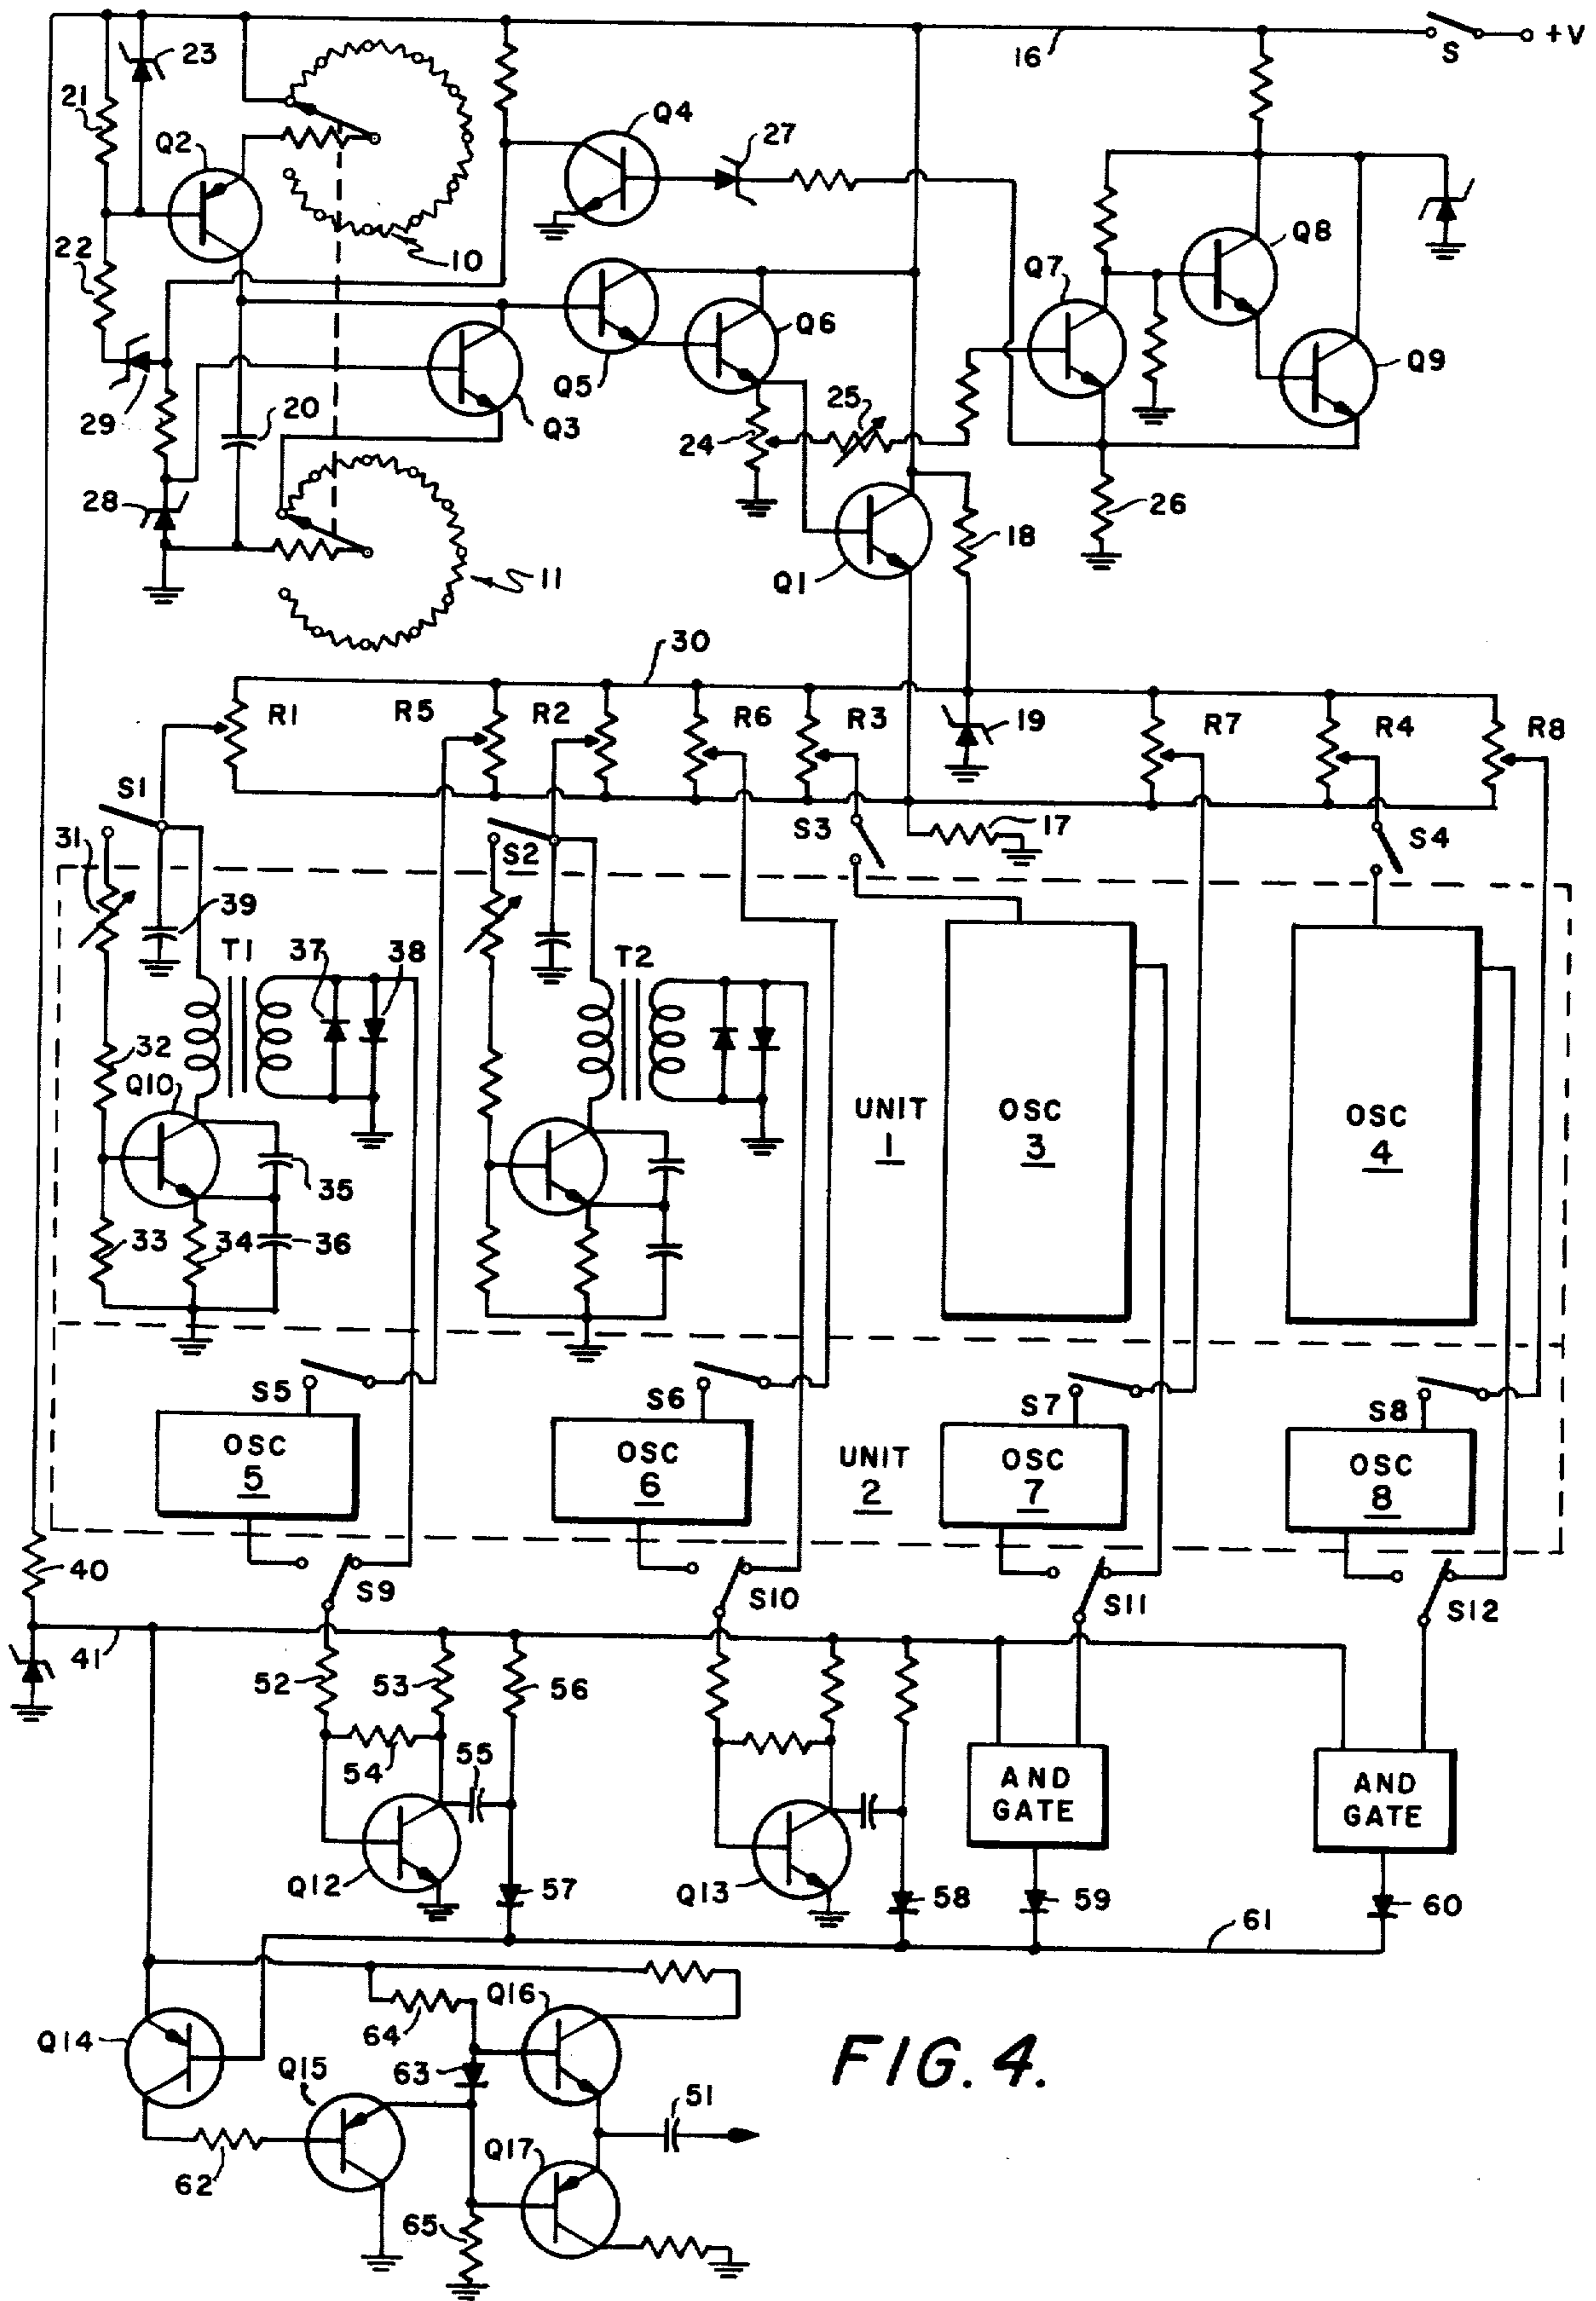 16
S
+V
23
21
Q2
Q4
27
22
10
Q8
Q7
Q6
Q9
Q5
29
20
Q3
25
24
28
26
18
11
Q1
30
R1
R5
R2
R6
R3
19
R7
R4
R8
S1
S2
S3
17
S4
31
39
T1
37
38
T2
32
Q10
UNIT
1
OSC
3
OSC
4
35
33
34
36
S5
S6
S7
S8
OSC
5
OSC
6
UNIT
2
OSC
7
OSC
8
40
S9
S10
S11
S12
41
52
53
56
54
55
AND
GATE
AND
GATE
Q12
57
Q13
58
59
60
61
Q16
Q14
64
63
Q15
FIG. 4.
51
Q17
62
65